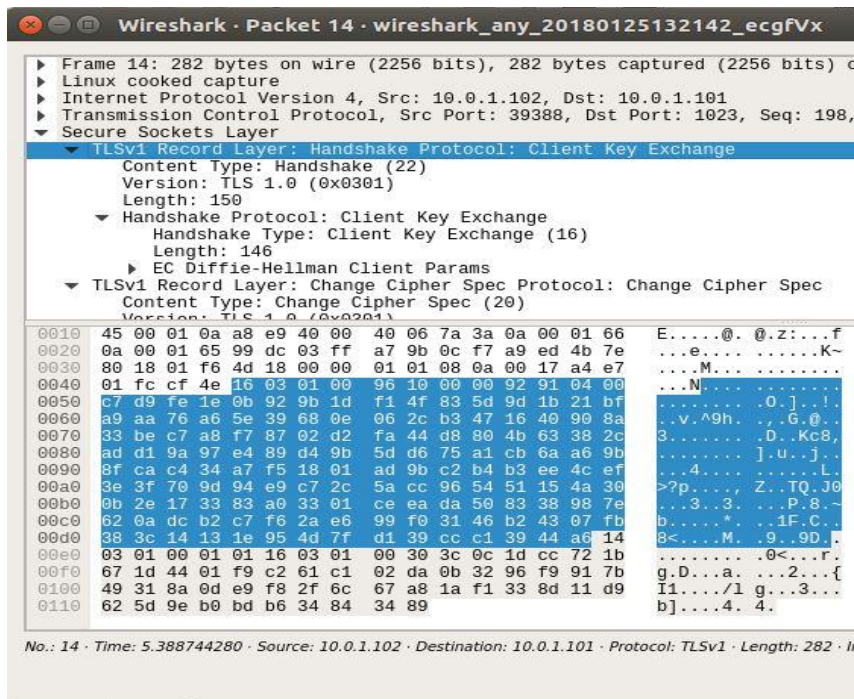 Wireshark · Packet 14 · wireshark_any_20180125132142_ecgfVx
Frame 14: 282 bytes on wire (2256 bits), 282 bytes captured (2256 bits) o
Linux cooked capture
Internet Protocol Version 4, Src: 10.0.1.102, Dst: 10.0.1.101
Transmission Control Protocol, Src Port: 39388, Dst Port: 1023, Seq: 198,
Secure Sockets Layer
TLSv1 Record Layer: Handshake Protocol: Client Key Exchange
Content Type: Handshake (22)
Version: TLS 1.0 (0x0301)
Length: 150
Handshake Protocol: Client Key Exchange
Handshake Type: Client Key Exchange (16)
Length: 146
EC Diffie-Hellman Client Params
TLSv1 Record Layer: Change Cipher Spec Protocol: Change Cipher Spec
Content Type: Change Cipher Spec (20)
Version: TLS 1.0 (0x0301)
0010 45 00 01 0a a8 e9 40 00 40 06 7a 3a 0a 00 01 66 E.....@. @.z:...f
0020 0a 00 01 65 99 dc 03 ff a7 9b 0c f7 a9 ed 4b 7e ...e.... ......K~
0030 80 18 01 f6 4d 18 00 00 01 01 08 0a 00 17 a4 e7 ....M... ........
0040 01 fc cf 4e 16 03 01 00 96 10 00 00 92 91 04 00 ...N.... ........
0050 c7 d9 fe 1e 0b 92 9b 1d f1 4f 83 5d 9d 1b 21 bf ........ .O.]..!.
0060 a9 aa 76 a6 5e 39 68 0e 06 2c b3 47 16 40 90 8a ..v.^9h. .,.G.@..
0070 33 be c7 a8 f7 87 02 d2 fa 44 d8 80 4b 63 38 2c 3....... .D..Kc8,
0080 ad d1 9a 97 e4 89 d4 9b 5d d6 75 a1 cb 6a a6 9b ........ ].u..j..
0090 8f ca c4 34 a7 f5 18 01 ad 9b c2 b4 b3 ee 4c ef ...4.... ......L.
00a0 3e 3f 70 9d 94 e9 c7 2c 5a cc 96 54 51 15 4a 30 >?p...., Z..TQ.J0
00b0 0b 2e 17 33 83 a0 33 01 ce ea da 50 83 38 98 7e ...3..3. ...P.8.~
00c0 62 0a dc b2 c7 f6 2a e6 99 f0 31 46 b2 43 07 fb b.....*. ..1F.C..
00d0 38 3c 14 13 1e 95 4d 7f d1 39 cc c1 39 44 a6 14 8<....M. .9..9D..
00e0 03 01 00 01 01 16 03 01 00 30 3c 0c 1d cc 72 1b ........ .0<...r.
00f0 67 1d 44 01 f9 c2 61 c1 02 da 0b 32 96 f9 91 7b g.D...a. ...2...{
0100 49 31 8a 0d e9 f8 2f 6c 67 a8 1a f1 33 8d 11 d9 I1..../l g...3...
0110 62 5d 9e b0 bd b6 34 84 34 89 b]....4. 4.
No.: 14 · Time: 5.388744280 · Source: 10.0.1.102 · Destination: 10.0.1.101 · Protocol: TLSv1 · Length: 282 · I